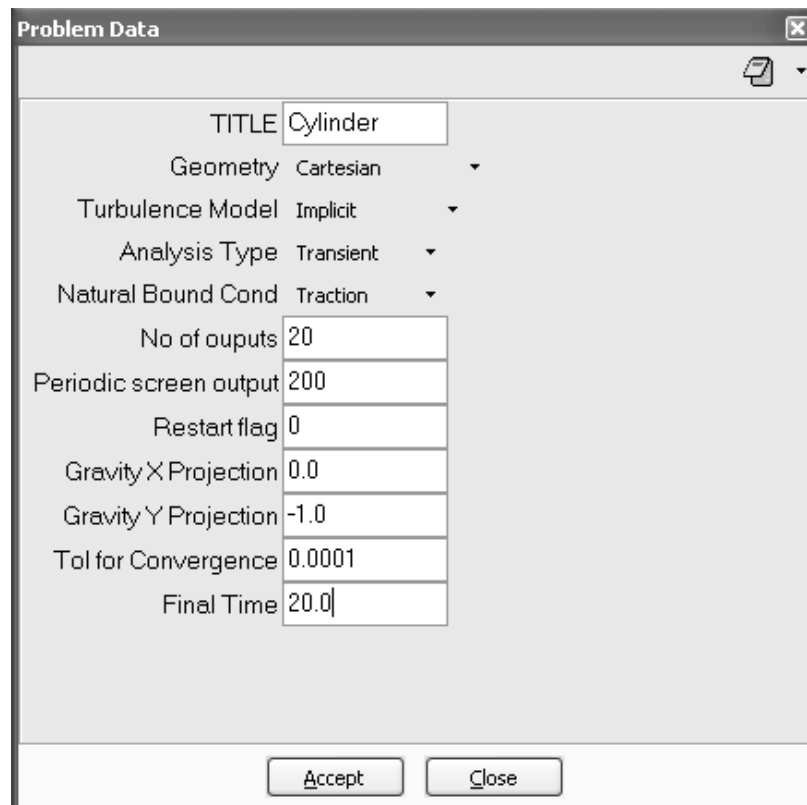 Problem Data
TITLE Cylinder
Geometry Cartesian
Turbulence Model Implicit
Analysis Type Transient
Natural Bound Cond Traction
No of ouputs 20
Periodic screen output 200
Restart flag 0
Gravity X Projection 0.0
Gravity Y Projection -1.0
Tol for Convergence 0.0001
Final Time 20.0
Accept Close